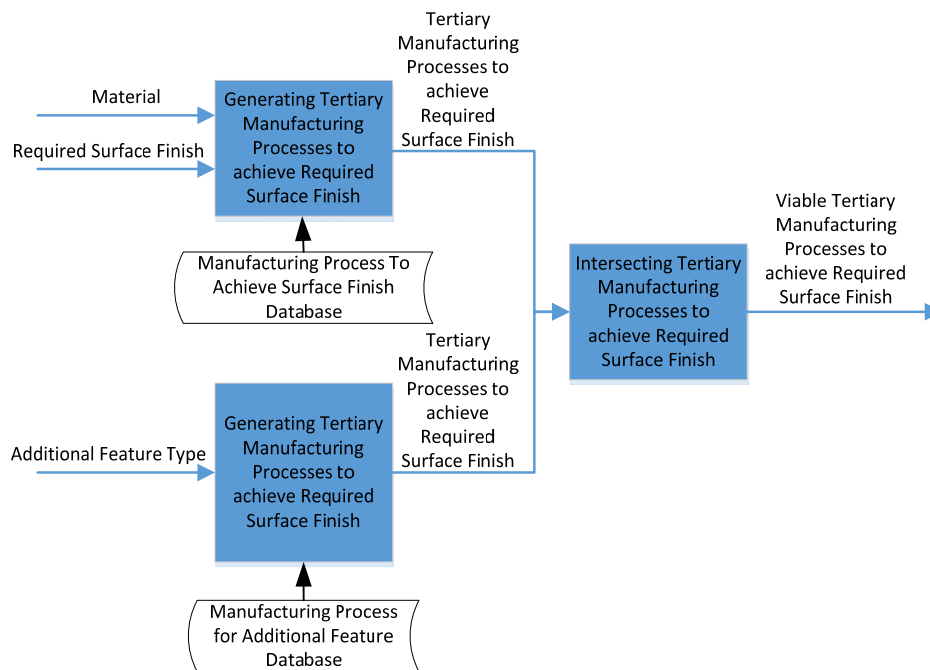 Material
Required Surface Finish
Generating Tertiary
Manufacturing
Processes to
achieve Required
Surface Finish
Manufacturing Process To
Achieve Surface Finish
Database
Tertiary
Manufacturing
Processes to
achieve
Required
Surface Finish
Additional Feature Type
Generating Tertiary
Manufacturing
Processes to
achieve Required
Surface Finish
Manufacturing Process
for Additional Feature
Database
Tertiary
Manufacturing
Processes to
achieve
Required
Surface Finish
Intersecting Tertiary
Manufacturing
Processes to
achieve Required
Surface Finish
Viable Tertiary
Manufacturing
Processes to
achieve Required
Surface Finish